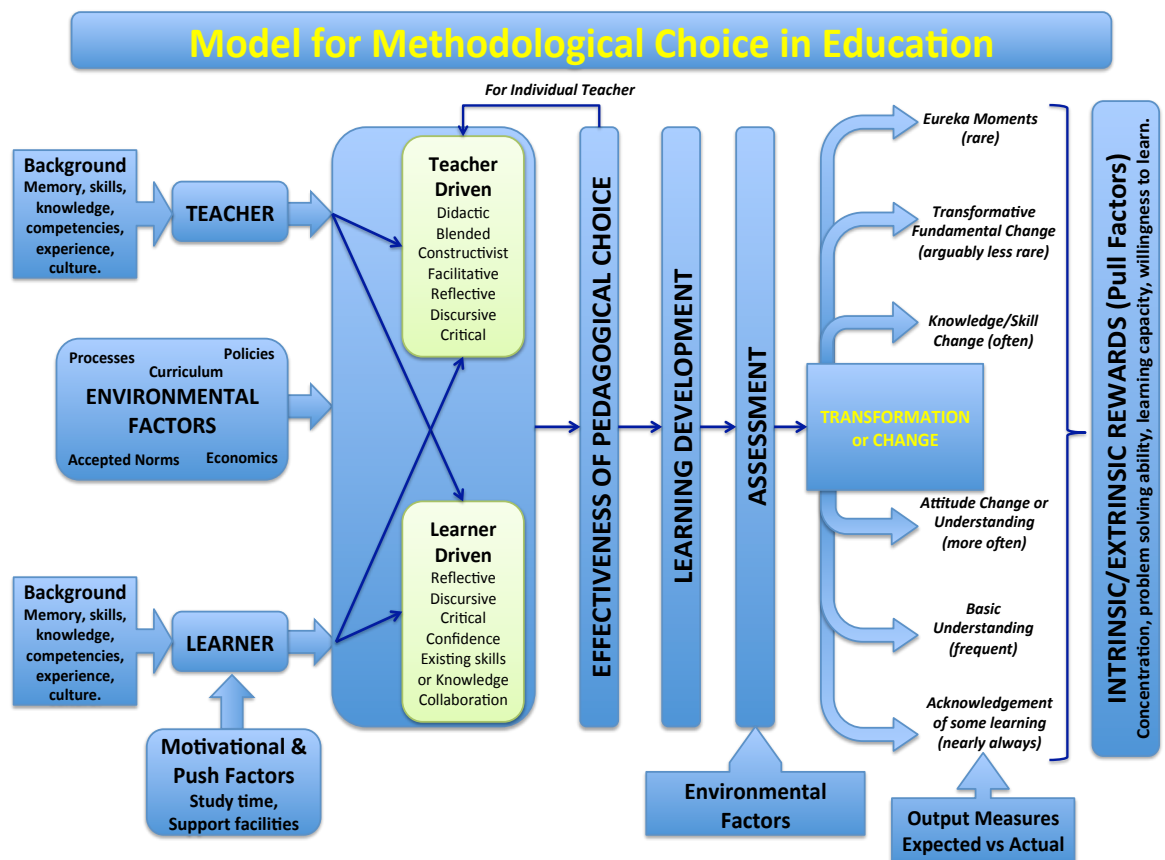 Model for Methodological Choice in Education
For Individual Teacher
Background
Memory, skills,
knowledge,
competencies,
experience,
culture.
TEACHER
Teacher
Driven
Didactic
Blended
Constructivist
Facilitative
Reflective
Discursive
Critical
Processes
Policies
Curriculum
ENVIRONMENTAL
FACTORS
Accepted Norms
Economics
Background
Memory, skills,
knowledge,
competencies,
experience,
culture.
LEARNER
Learner
Driven
Reflective
Discursive
Critical
Confidence
Existing skills
or Knowledge
Collaboration
Motivational &
Push Factors
Study time,
Support facilities
EFFECTIVENESS OF PEDAGOGICAL CHOICE
LEARNING DEVELOPMENT
ASSESSMENT
Environmental
Factors
TRANSFORMATION
or CHANGE
Eureka Moments
(rare)
Transformative
Fundamental Change
(arguably less rare)
Knowledge/Skill
Change (often)
Attitude Change or
Understanding
(more often)
Basic
Understanding
(frequent)
Acknowledgement
of some learning
(nearly always)
Output Measures
Expected vs Actual
INTRINSIC/EXTRINSIC REWARDS (Pull Factors)
Concentration, problem solving ability, learning capacity, willingness to learn.